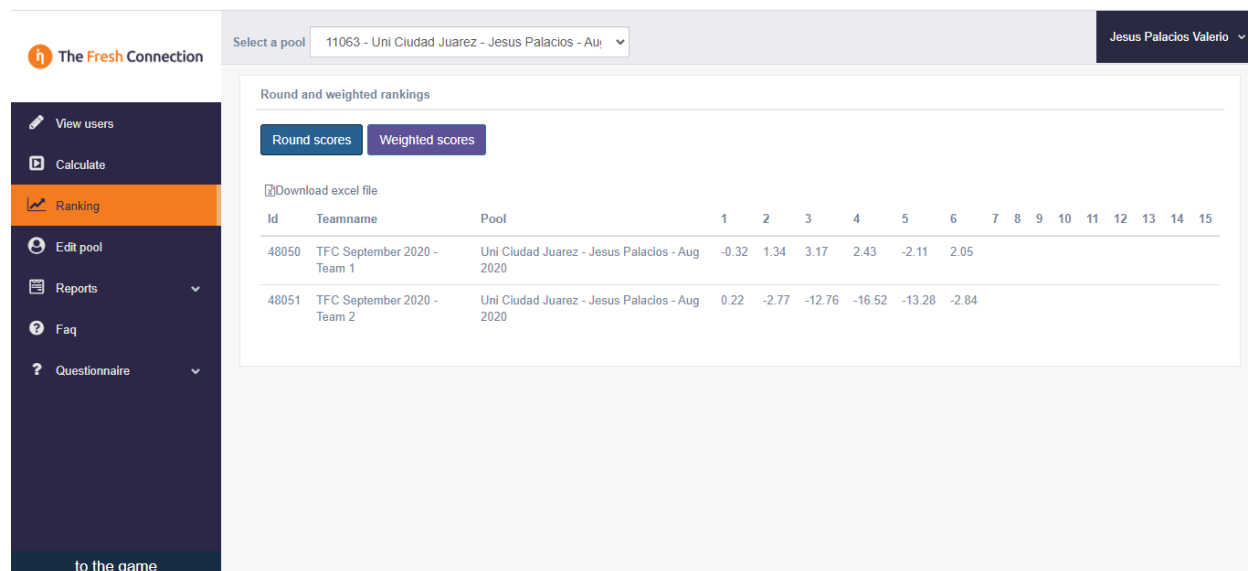 The Fresh Connection
Select a pool
11063 - Uni Ciudad Juarez - Jesus Palacios - Au
Jesus Palacios Valerio
View users
Calculate
Ranking
Edit pool
Reports
Faq
Questionnaire
to the game
Round and weighted rankings
Round scores Weighted scores
Download excel file
Id Teamname Pool 1 2 3 4 5 6 7 8 9 10 11 12 13 14 15
48050 TFC September 2020 - Uni Ciudad Juarez - Jesus Palacios - Aug -0.32 1.34 3.17 2.43 -2.11 2.05
Team 1 2020
48051 TFC September 2020 - Uni Ciudad Juarez - Jesus Palacios - Aug 0.22 -2.77 -12.76 -16.52 -13.28 -2.84
Team 2 2020